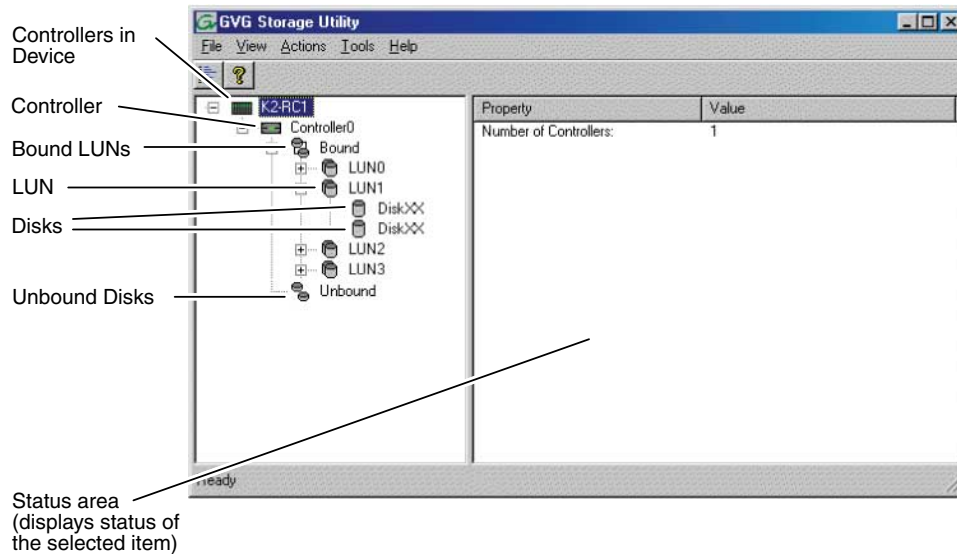 GVG Storage Utility
File View Actions Tools Help
Controllers in
Device
K2-RC1
Property Value
Controller
Controller0
Number of Controllers: 1
Bound LUNs
Bound
LUN0
LUN
LUN1
Disks
DiskXX
DiskXX
LUN2
LUN3
Unbound Disks
Unbound
Ready
Status area
(displays status of
the selected item)